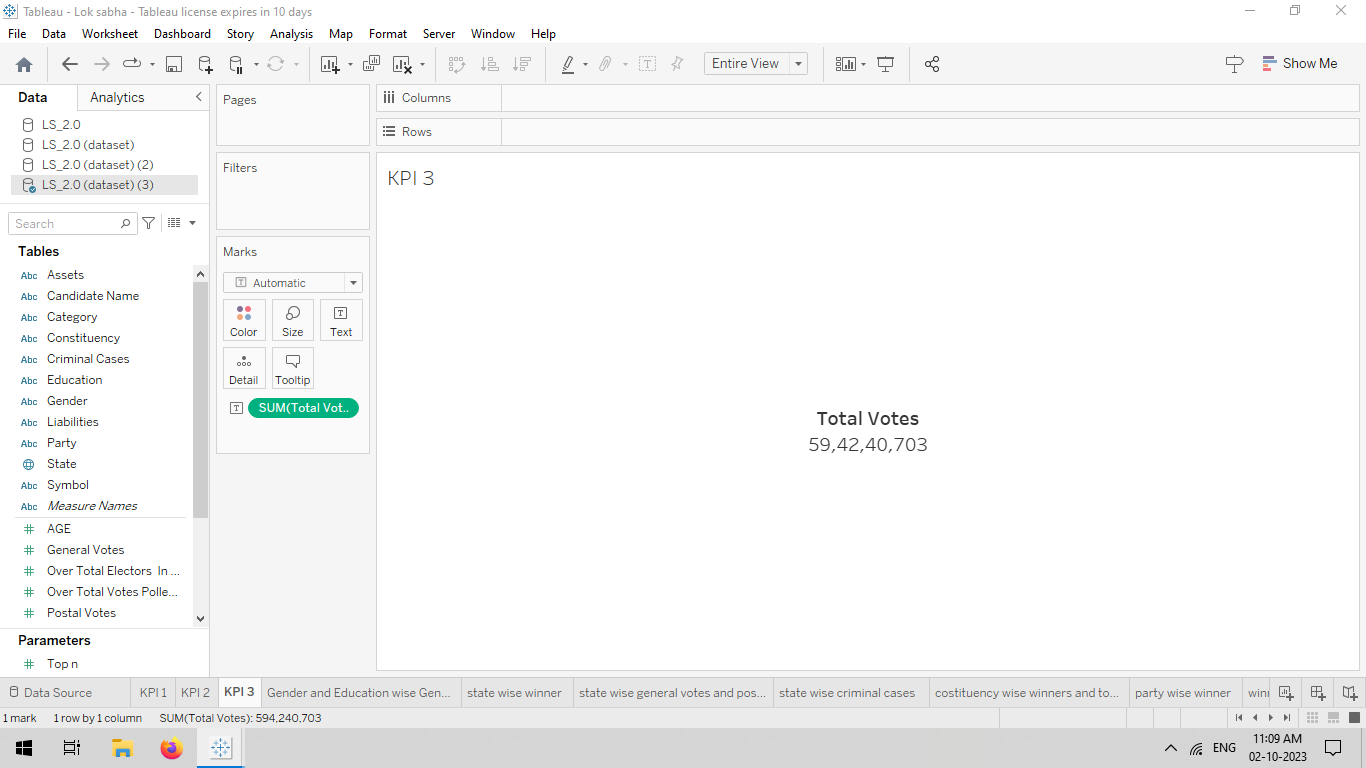 Tableau - Lok sabha - Tableau license expires in 10 days
File Data Worksheet Dashboard Story Analysis Map Format Server Window Help
Entire View
Show Me
Data Analytics
LS_2.0
LS_2.0 (dataset)
LS_2.0 (dataset) (2)
LS_2.0 (dataset) (3)
Search
Tables
Abc Assets
Abc Candidate Name
Abc Category
Abc Constituency
Abc Criminal Cases
Abc Education
Abc Gender
Abc Liabilities
Abc Party
State
Abc Symbol
Abc Measure Names
AGE
General Votes
Over Total Electors In ...
Over Total Votes Polle...
Postal Votes
Parameters
Top n
Pages
Filters
Marks
Automatic
Color Size Text
Detail Tooltip
SUM(Total Vot..
Columns
Rows
KPI 3
Total Votes
59,42,40,703
Data Source KPI 1 KPI 2 KPI 3 Gender and Education wise Gen... state wise winner state wise general votes and pos... state wise criminal cases costituency wise winners and to... party wise winner
1 mark 1 row by 1 column SUM(Total Votes): 594,240,703
ENG
11:09 AM
02-10-2023